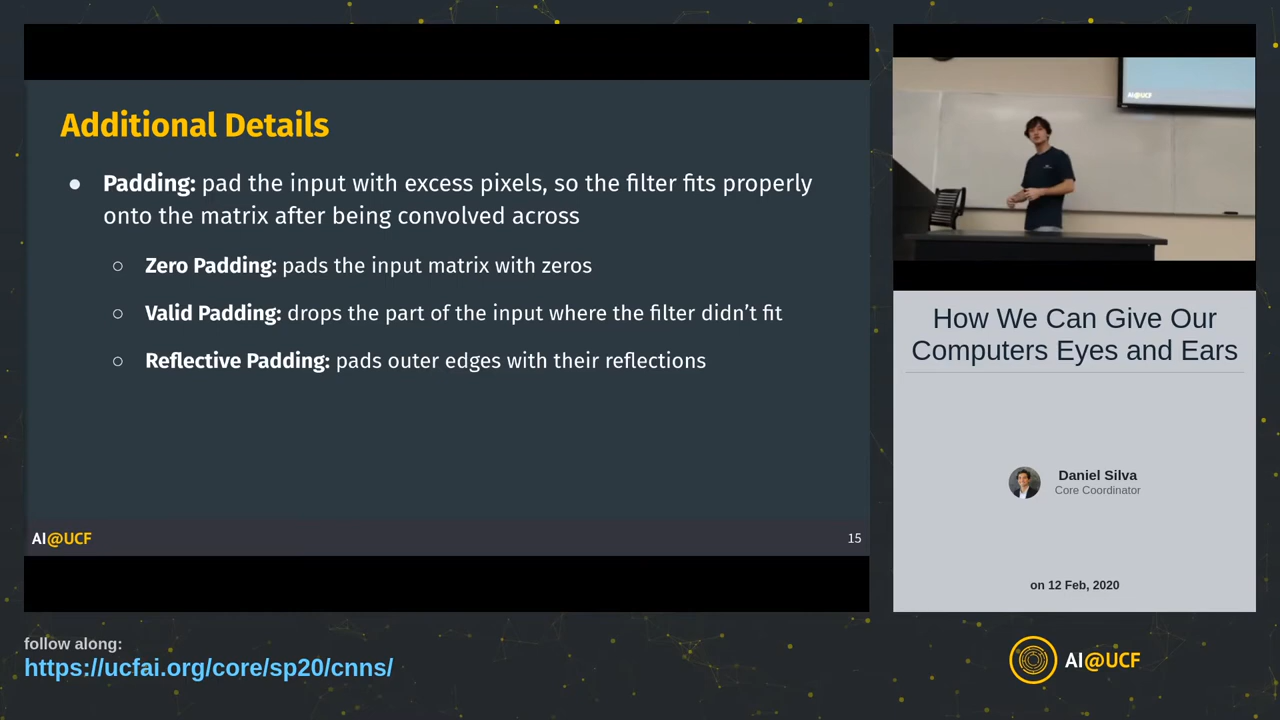 Additional Details
● Padding: pad the input with excess pixels, so the filter fits properly
onto the matrix after being convolved across
○ Zero Padding: pads the input matrix with zeros
○ Valid Padding: drops the part of the input where the filter didn’t fit
○ Reflective Padding: pads outer edges with their reflections
AI@UCF
15
AI@UCF
How We Can Give Our
Computers Eyes and Ears
Daniel Silva
Core Coordinator
on 12 Feb, 2020
follow along:
https://ucfai.org/core/sp20/cnns/
AI@UCF